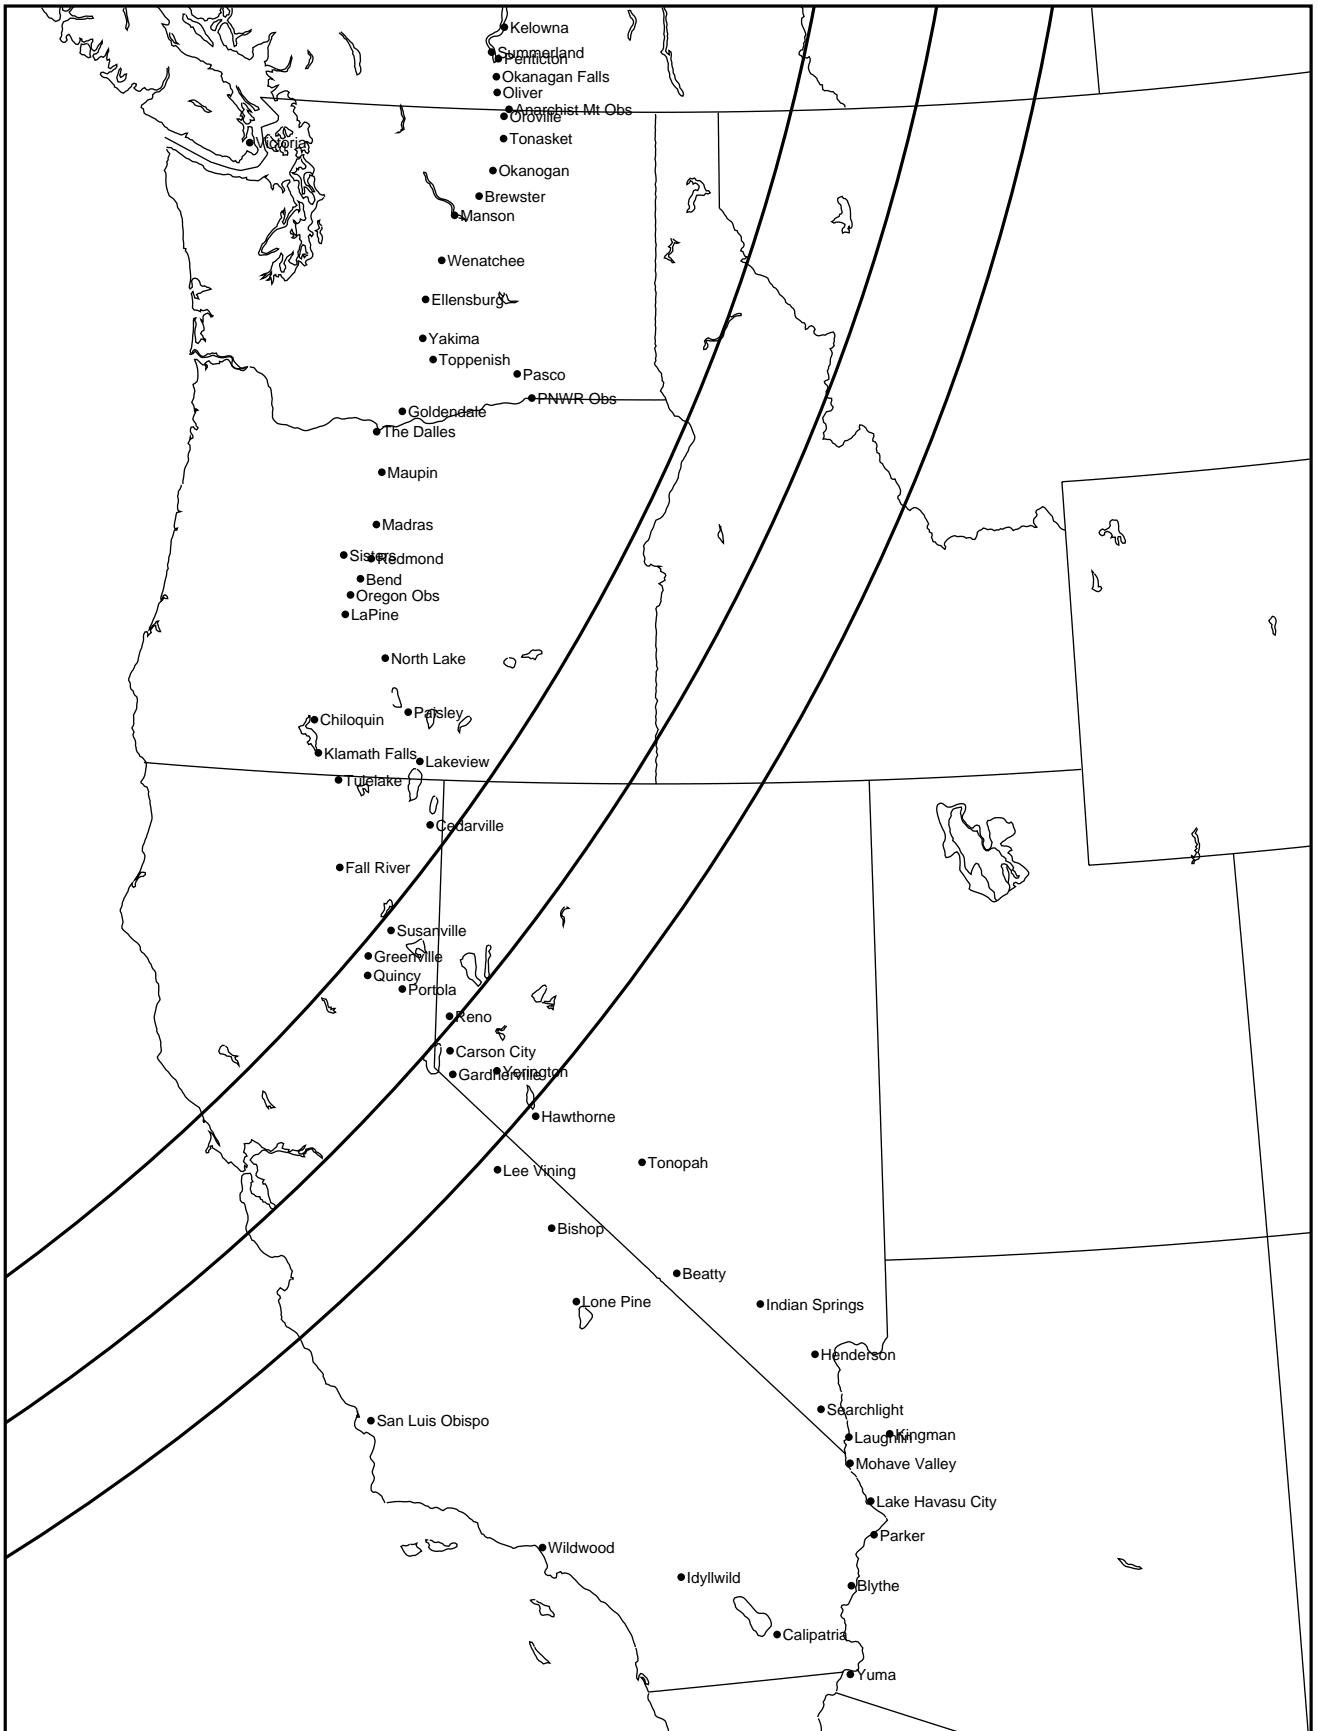 Kelowna
Summerland
Penticton
Okanagan Falls
Oliver
Anarchist Mt Obs
Oroville
Tonasket
Victoria
Okanogan
Brewster
Manson
Wenatchee
Ellensburg
Yakima
Toppenish
Pasco
PNWR Obs
Goldendale
The Dalles
Maupin
Madras
Sisters
Redmond
Bend
Oregon Obs
LaPine
North Lake
Paisley
Chiloquin
Klamath Falls
Lakeview
Tulelake
Cedarville
Fall River
Susanville
Greenville
Quincy
Portola
Reno
Carson City
Yerington
Gardnerville
Hawthorne
Tonopah
Lee Vining
Bishop
Beatty
Lone Pine
Indian Springs
Henderson
Searchlight
San Luis Obispo
Kingman
Laughlin
Mohave Valley
Lake Havasu City
Parker
Wildwood
Idyllwild
Blythe
Calipatria
Yuma